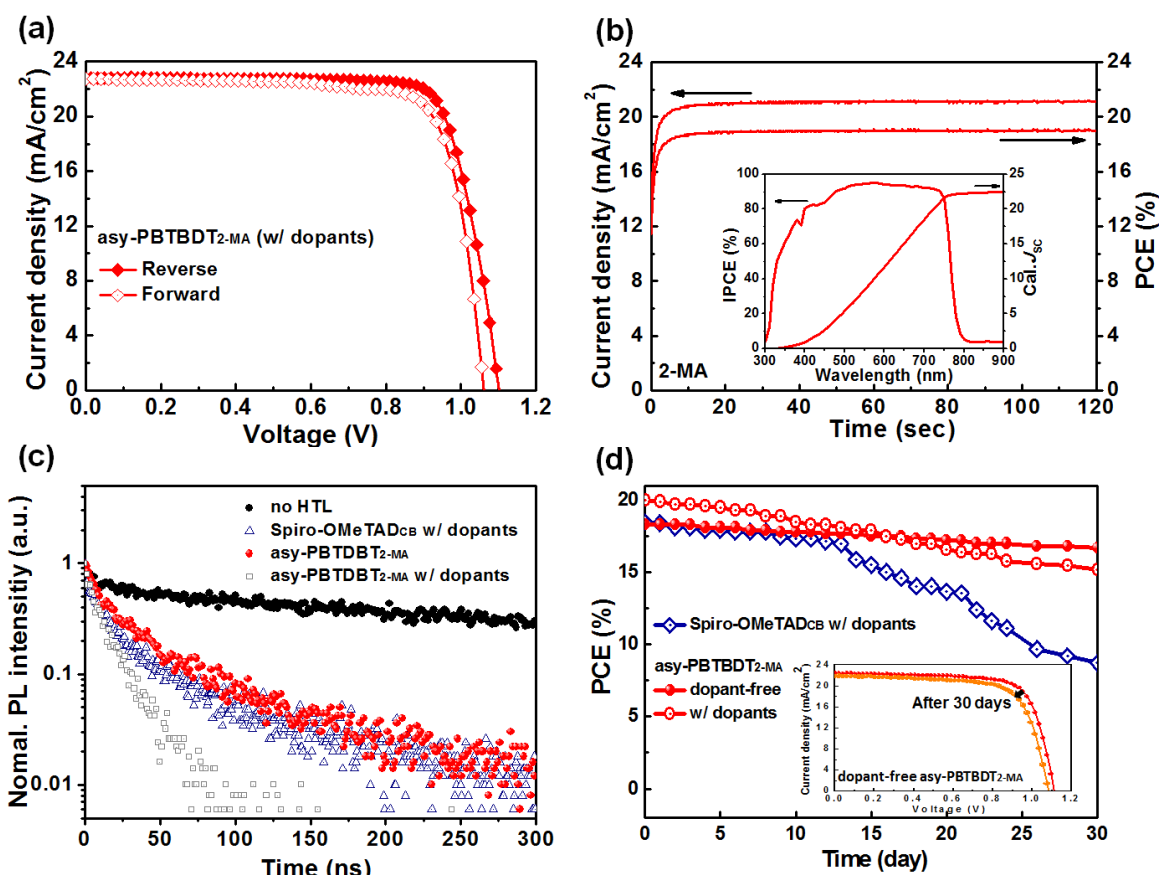 (a)
24
20
16
12
8
4
0
Current density (mA/cm2)
asy-PBTBDT2-MA (w/ dopants)
Reverse
Forward
0.0 0.2 0.4 0.6 0.8 1.0 1.2
Voltage (V)
(b)
24
20
16
12
8
4
0
Current density (mA/cm2)
24
20
16
12
8
4
0
PCE (%)
100
80
60
40
20
0
IPCE (%)
25
20
15
10
5
0
Cal.JSC
300 400 500 600 700 800 900
Wavelength (nm)
2-MA
0 20 40 60 80 100 120
Time (sec)
(c)
1
0.1
0.01
Normal. PL intensitiy (a.u.)
no HTL
Spiro-OMeTADCB w/ dopants
asy-PBTDBT2-MA
asy-PBTDBT2-MA w/ dopants
0 50 100 150 200 250 300
Time (ns)
(d)
20
15
10
5
0
PCE (%)
Spiro-OMeTADCB w/ dopants
asy-PBTBDT2-MA
dopant-free
w/ dopants
24
20
16
12
8
4
0
Current density (mA/cm2)
After 30 days
dopant-free asy-PBTBDT2-MA
0.0 0.2 0.4 0.6 0.8 1.0 1.2
Voltage (V)
0 5 10 15 20 25 30
Time (day)